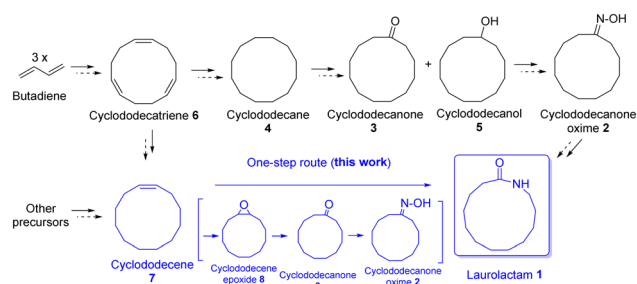 3 x
Butadiene
Cyclododecatriene 6
Cyclododecane
4
O
Cyclododecanone
3
+
OH
Cyclododecanol
5
N-OH
Cyclododecanone
oxime 2
One-step route (this work)
Other
precursors
Cyclododecene
7
O
Cyclododecene
epoxide 8
O
Cyclododecanone
N-OH
Cyclododecanone
oxime 2
O
NH
Laurolactam 1